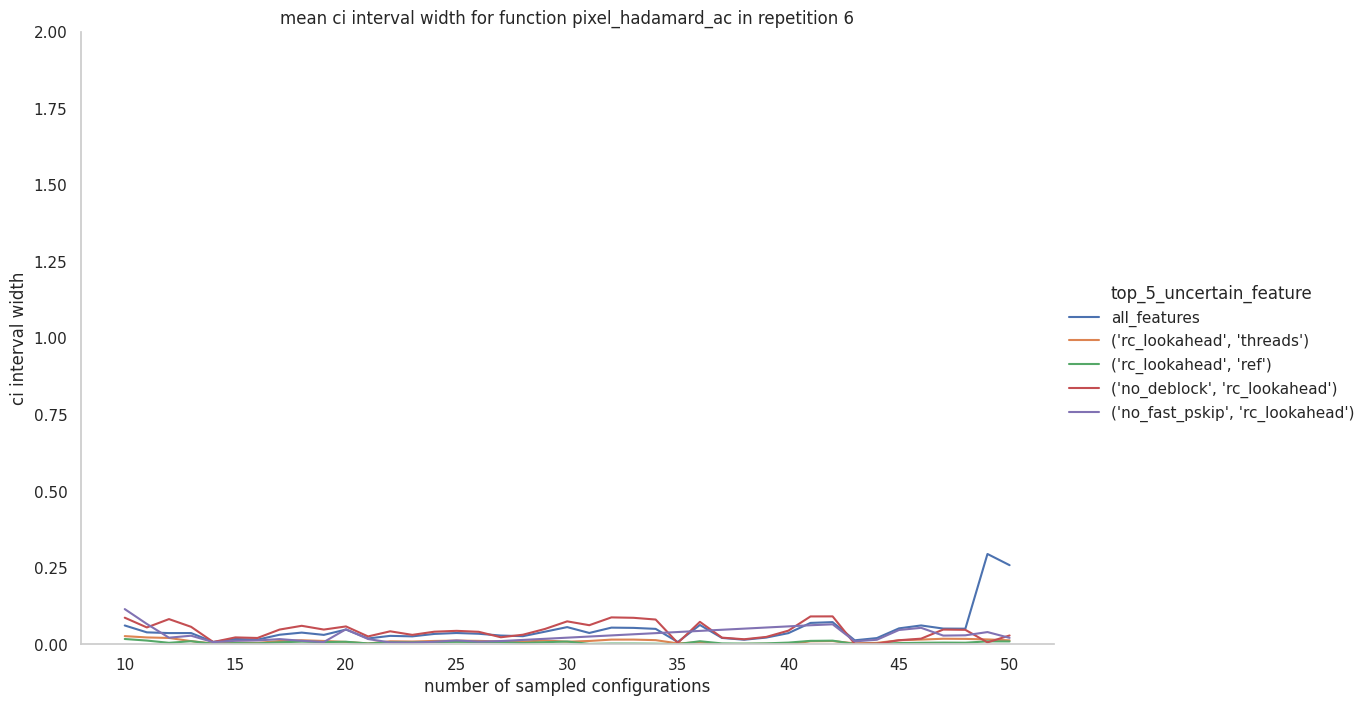 mean ci interval width for function pixel_hadamard_ac in repetition 6
2.00
1.75
1.50
1.25
1.00
0.75
0.50
0.25
0.00
ci interval width
10
15
20
25
30
35
40
45
50
number of sampled configurations
top_5_uncertain_feature
all_features
('rc_lookahead', 'threads')
('rc_lookahead', 'ref')
('no_deblock', 'rc_lookahead')
('no_fast_pskip', 'rc_lookahead')